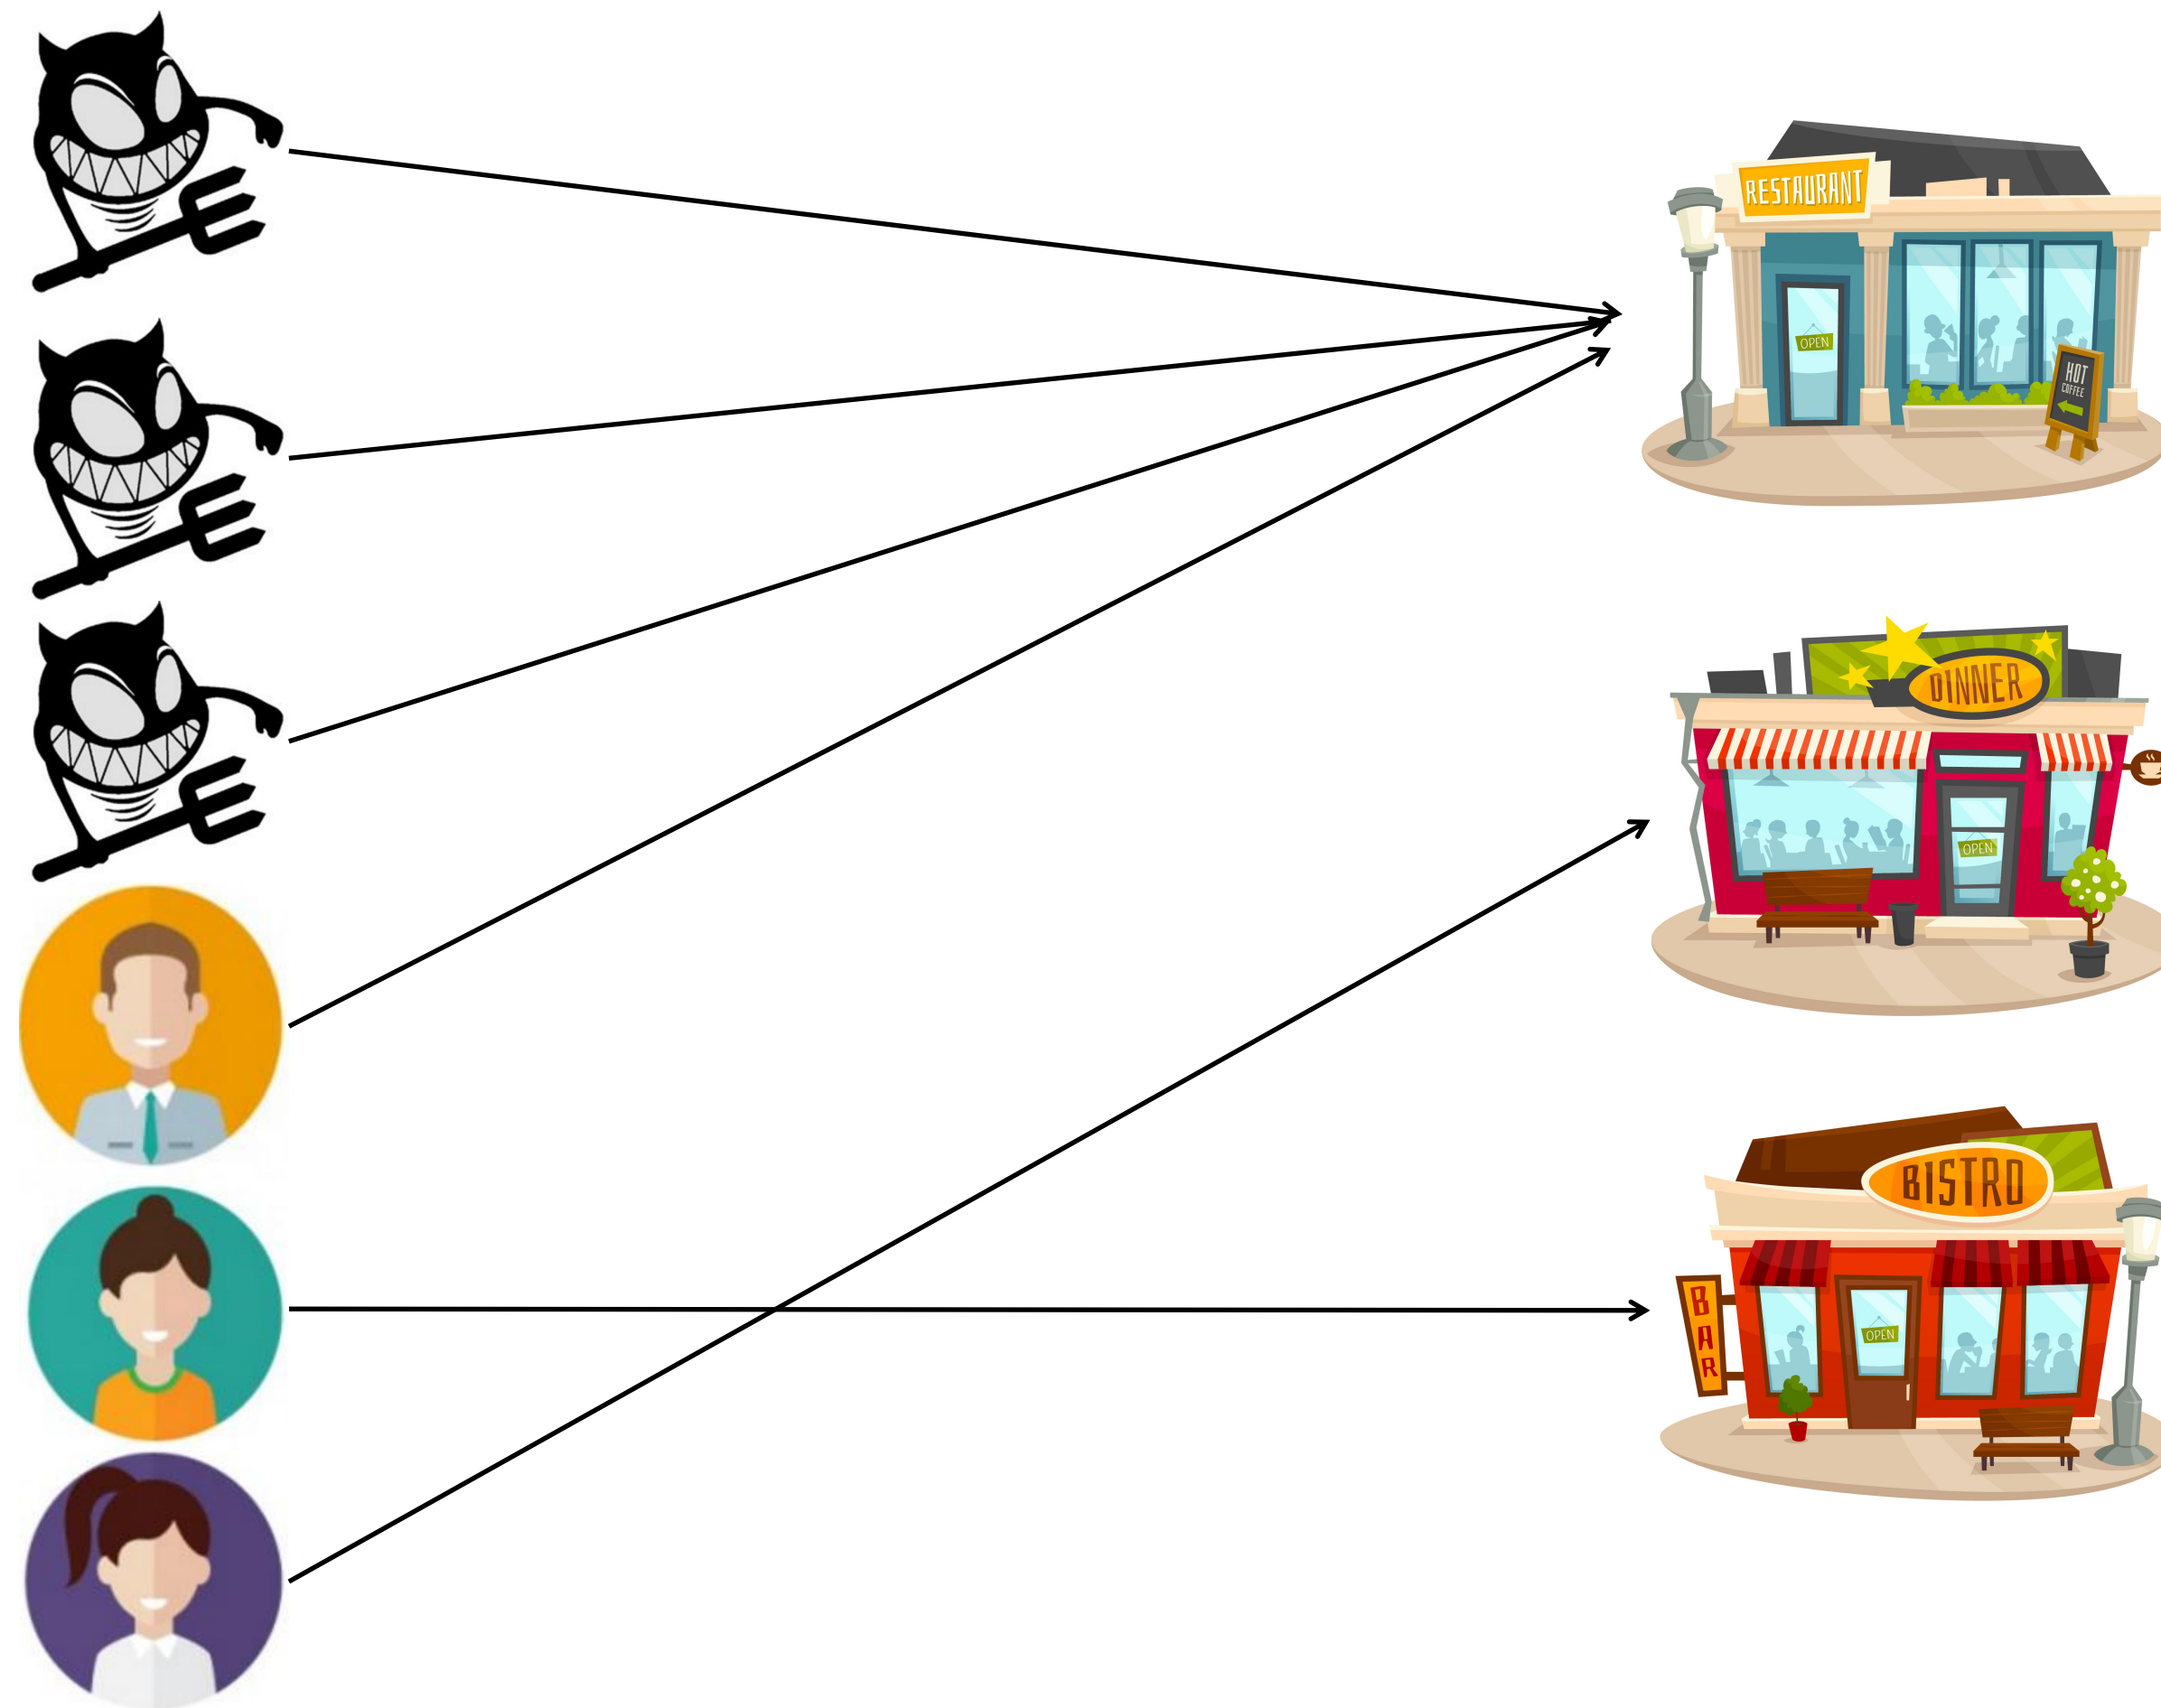 RESTAURANT
OPEN
HOT
COFFEE
DINNER
OPEN
BISTRO
BAR
OPEN